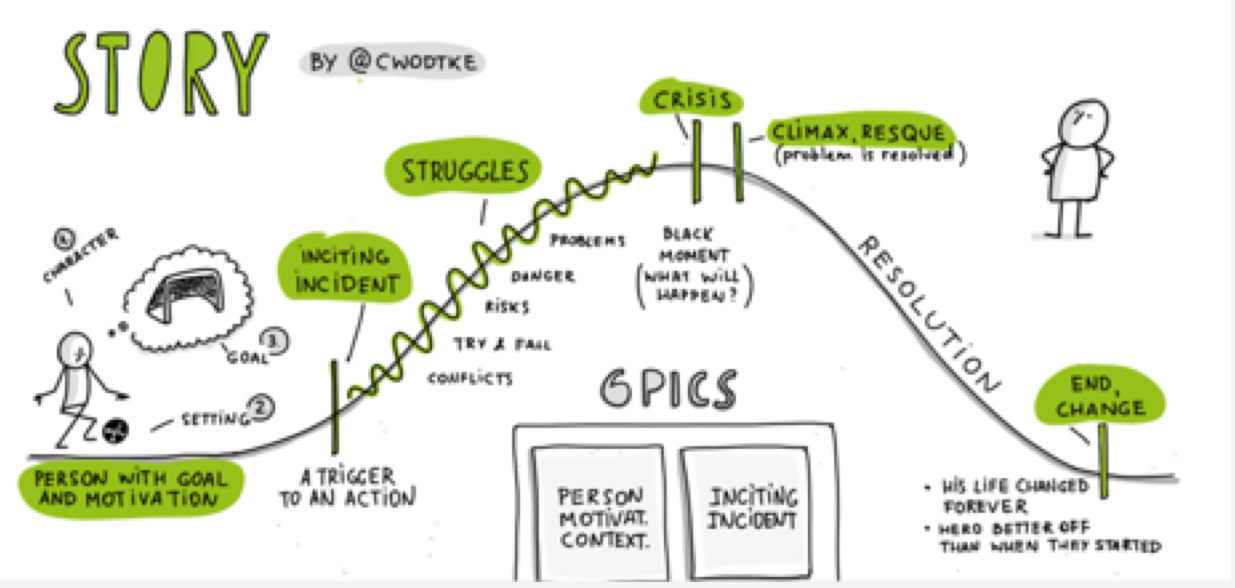 STORY
BY @CWODTKE
CRISIS
CLIMAX, RESQUE
(problem is resolved)
STRUGGLES
INCITING
INCIDENT
1
CHARACTER
GOAL 3
SETTING 2
PERSON WITH GOAL
AND MOTIVATION
A TRIGGER
TO AN ACTION
PROBLEMS
DANGER
RISKS
TRY & FAIL
CONFLICTS
BLACK
MOMENT
(WHAT WILL
HAPPEN?)
RESOLUTION
6 PICS
PERSON
MOTIVAT.
CONTEXT.
INCITING
INCIDENT
END,
CHANGE
• HIS LIFE CHANGED
FOREVER
• HERO BETTER OFF
THAN WHEN THEY STARTED